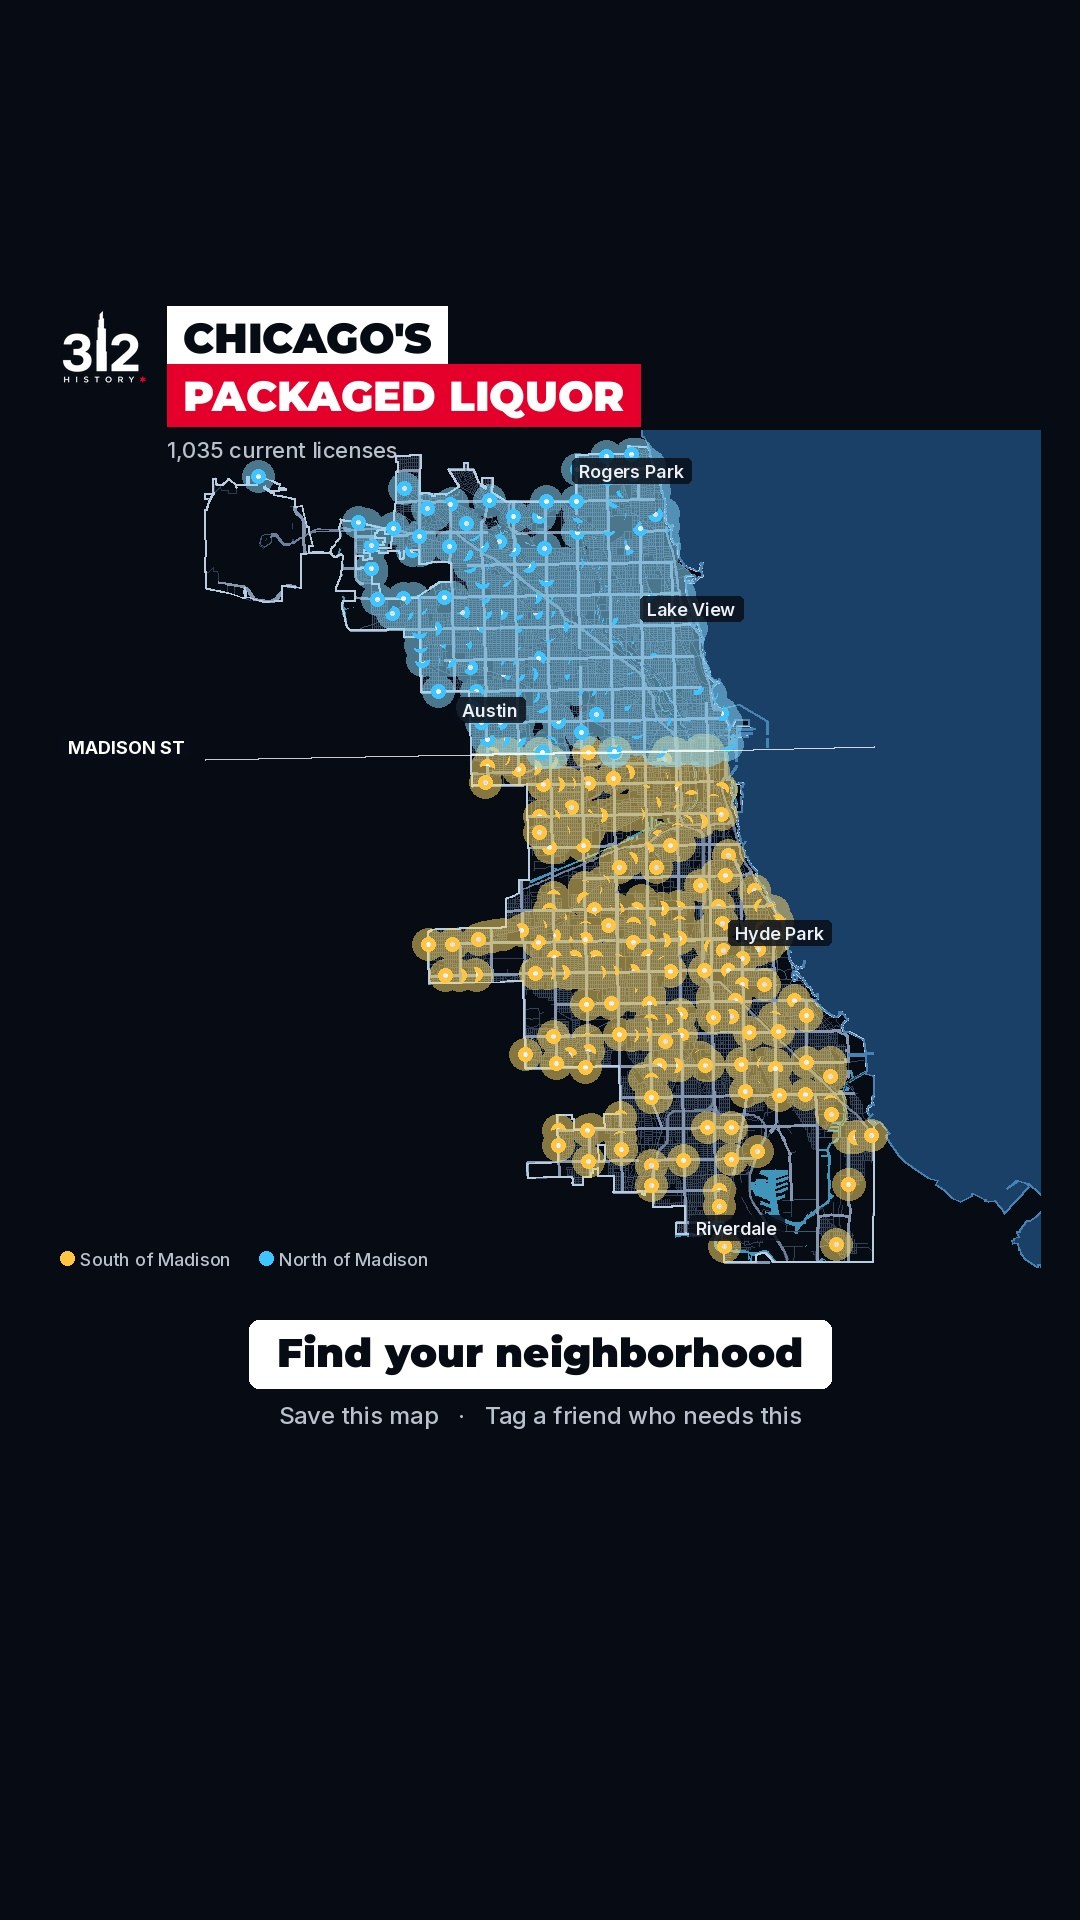 312
HISTORY
CHICAGO'S
PACKAGED LIQUOR
1,035 current licenses
Rogers Park
Lake View
Austin
MADISON ST
Hyde Park
Riverdale
South of Madison
North of Madison
Find your neighborhood
Save this map · Tag a friend who needs this